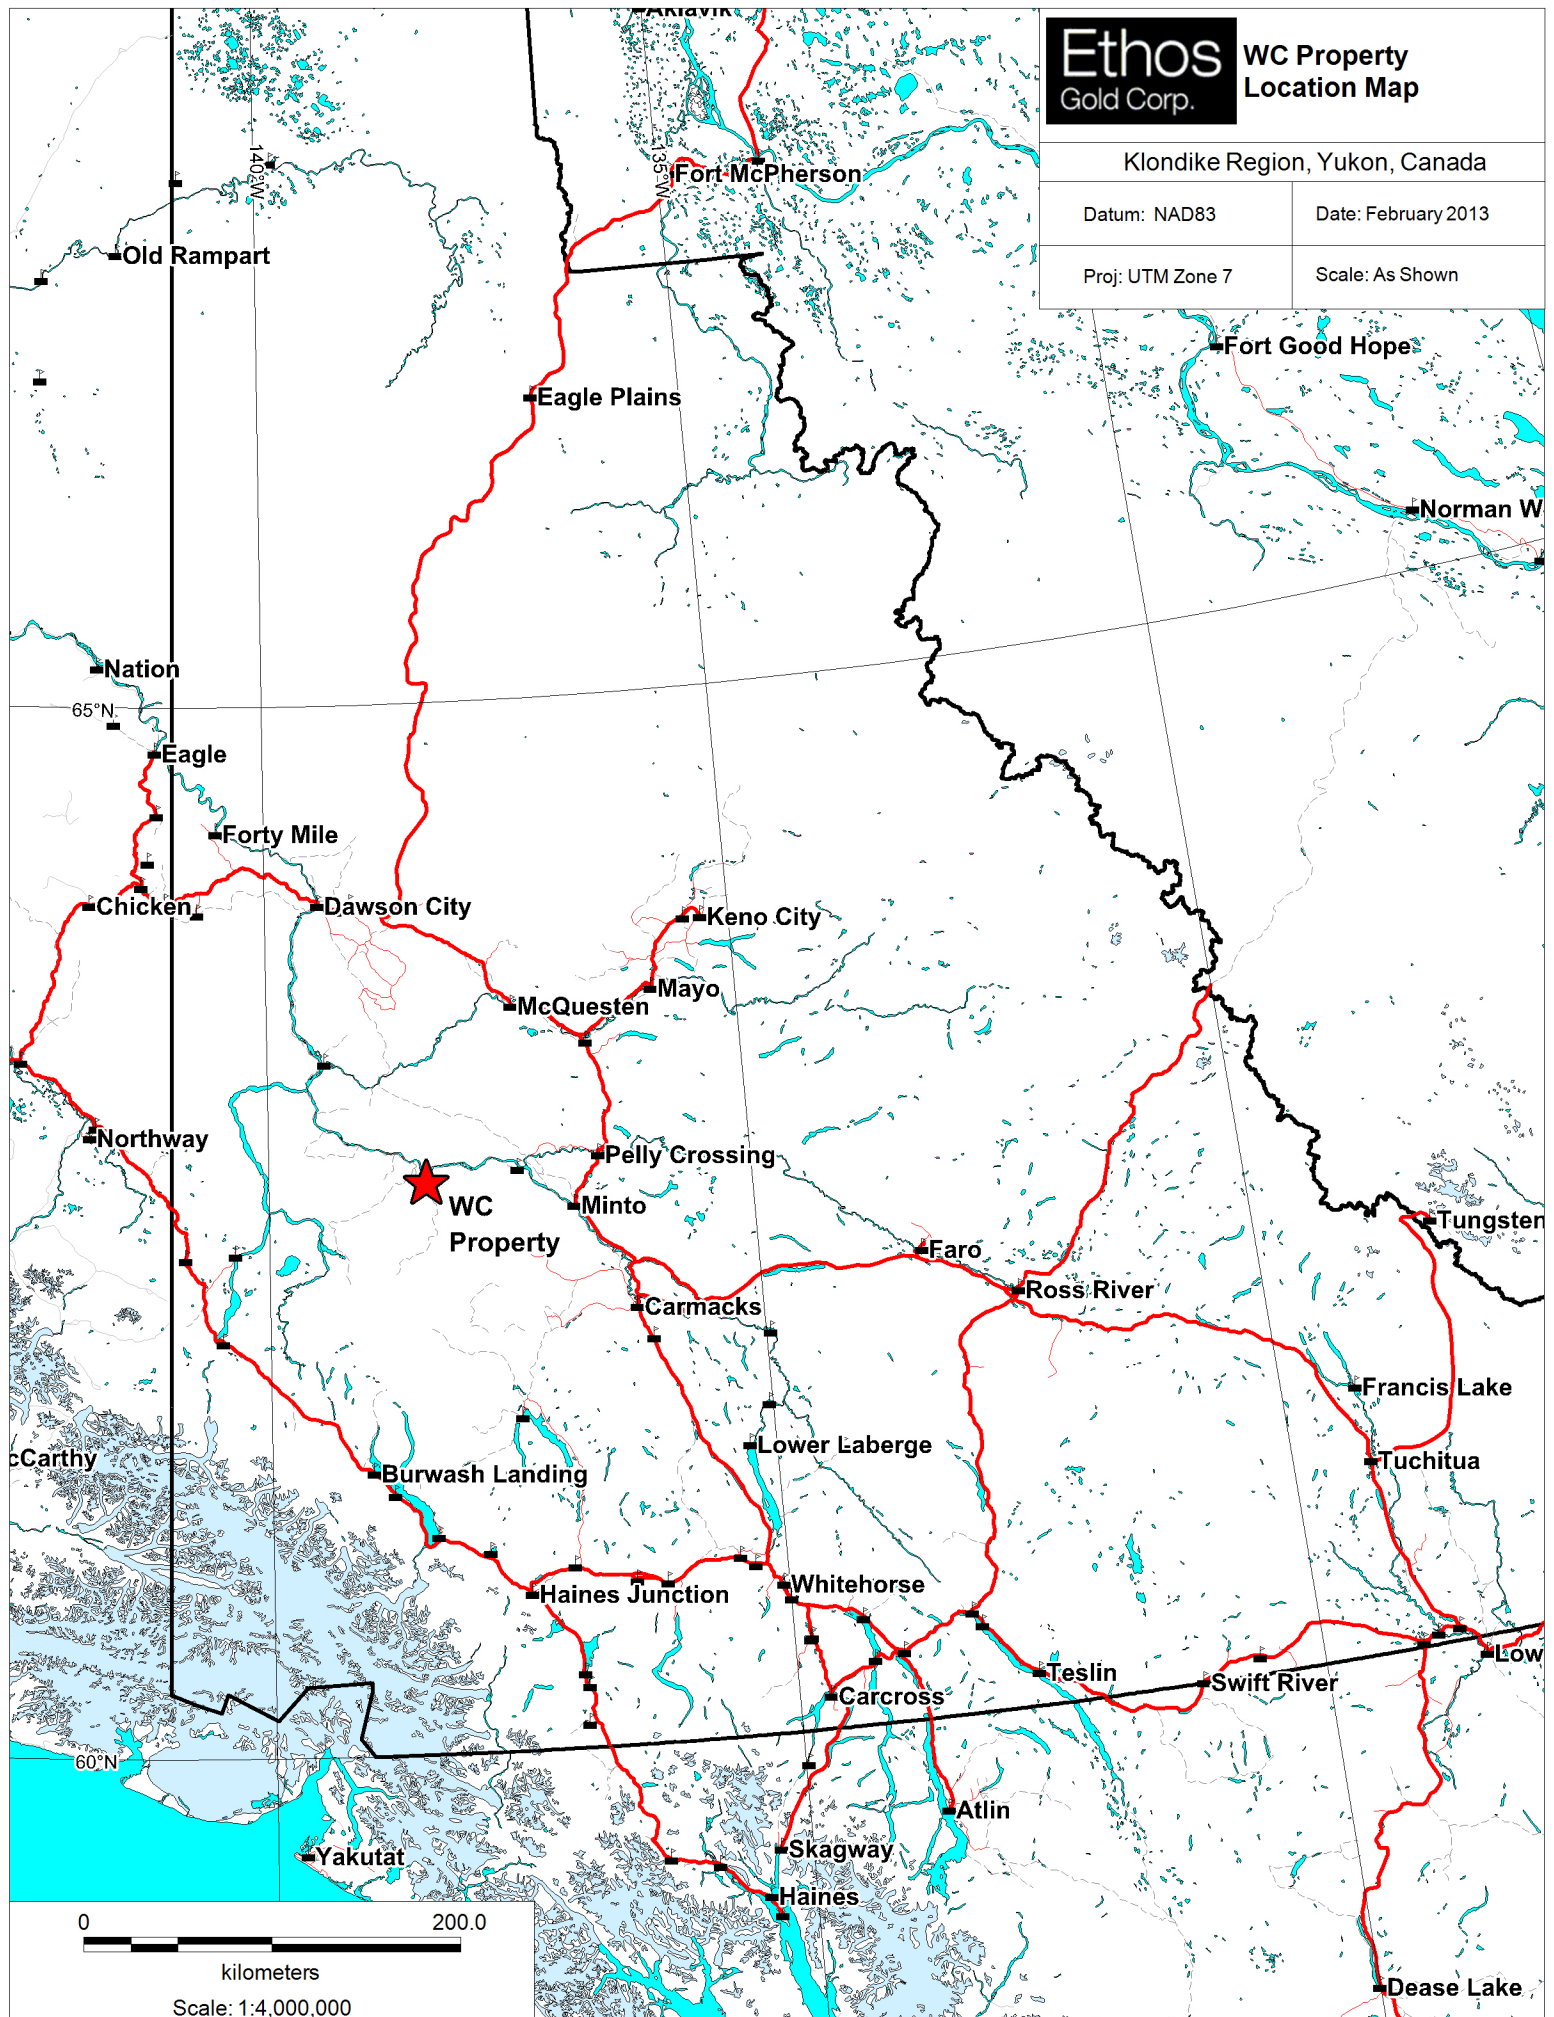 Aklavik
Ethos
Gold Corp.
WC Property
Location Map
Klondike Region, Yukon, Canada
Datum: NAD83
Date: February 2013
Proj: UTM Zone 7
Scale: As Shown
140°W
135°W
Fort McPherson
Old Rampart
Fort Good Hope
Eagle Plains
Norman W
Nation
65°N
Eagle
Forty Mile
Chicken
Dawson City
Keno City
Mayo
McQuesten
Northway
Pelly Crossing
WC
Property
Minto
Tungsten
Faro
Ross River
Carmacks
Francis Lake
Lower Laberge
cCarthy
Tuchitua
Burwash Landing
Whitehorse
Haines Junction
Low
Teslin
Swift River
Carcross
60°N
Atlin
Skagway
Yakutat
Haines
0
200.0
kilometers
Scale: 1:4,000,000
Dease Lake